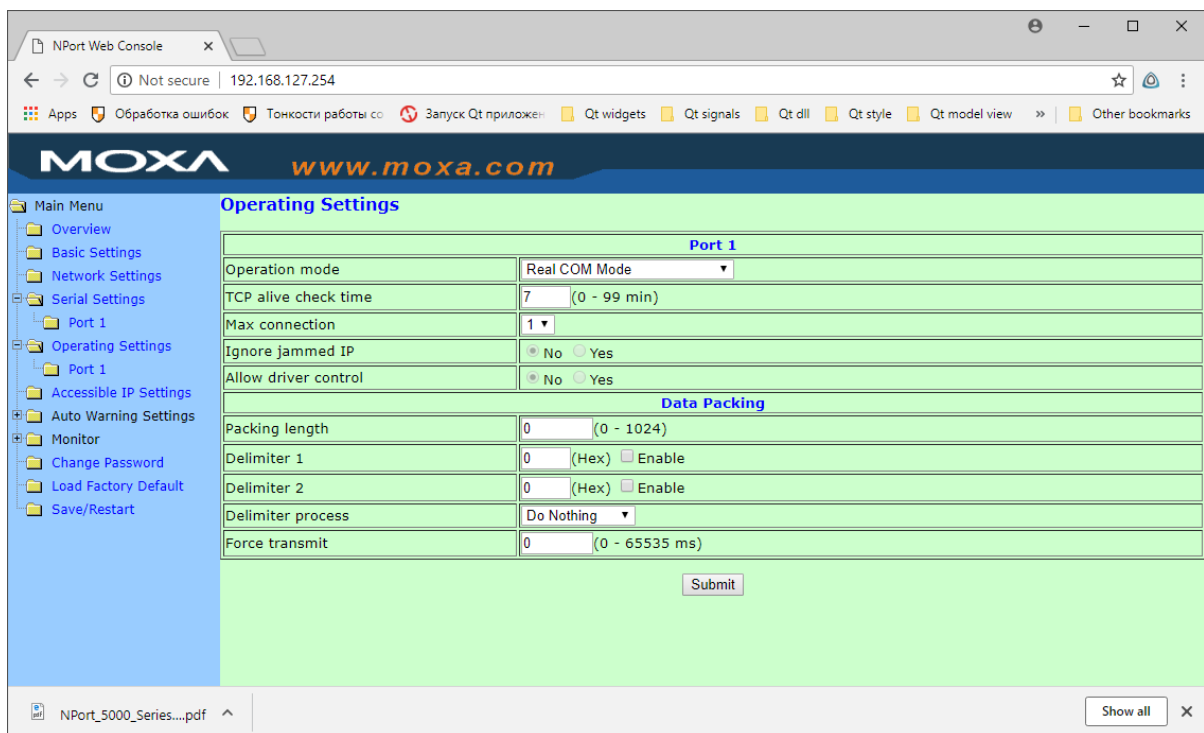 NPort Web Console
Not secure | 192.168.127.254
Apps Обработка ошибок Тонкости работы со Запуск Qt приложен Qt widgets Qt signals Qt dll Qt style Qt model view » Other bookmarks
MOXA www.moxa.com
Main Menu
Overview
Basic Settings
Network Settings
Serial Settings
Port 1
Operating Settings
Port 1
Accessible IP Settings
Auto Warning Settings
Monitor
Change Password
Load Factory Default
Save/Restart
Operating Settings
Port 1
Operation mode Real COM Mode
TCP alive check time 7 (0 - 99 min)
Max connection 1
Ignore jammed IP No Yes
Allow driver control No Yes
Data Packing
Packing length 0 (0 - 1024)
Delimiter 1 0 (Hex) Enable
Delimiter 2 0 (Hex) Enable
Delimiter process Do Nothing
Force transmit 0 (0 - 65535 ms)
Submit
NPort_5000_Series....pdf Show all